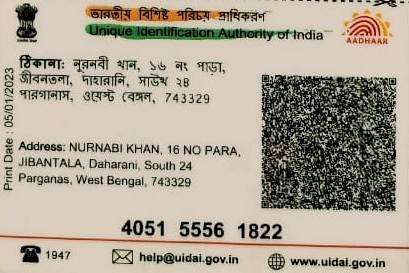 ভারতীয় বিশিষ্ট পরিচয় প্রাধিকরণ
Unique Identification Authority of India
AADHAAR
ঠিকানা: নুরনবী খান, ১৬ নং পাড়া,
জীবনতলা, দাহারানি, সাউথ ২৪
পারগানাস, ওয়েস্ট বেঙ্গল, 743329
Print Date : 05/01/2023
Address: NURNABI KHAN, 16 NO PARA,
JIBANTALA, Daharani, South 24
Parganas, West Bengal, 743329
4051 5556 1822
1947
help@uidai.gov.in
www.uidai.gov.in